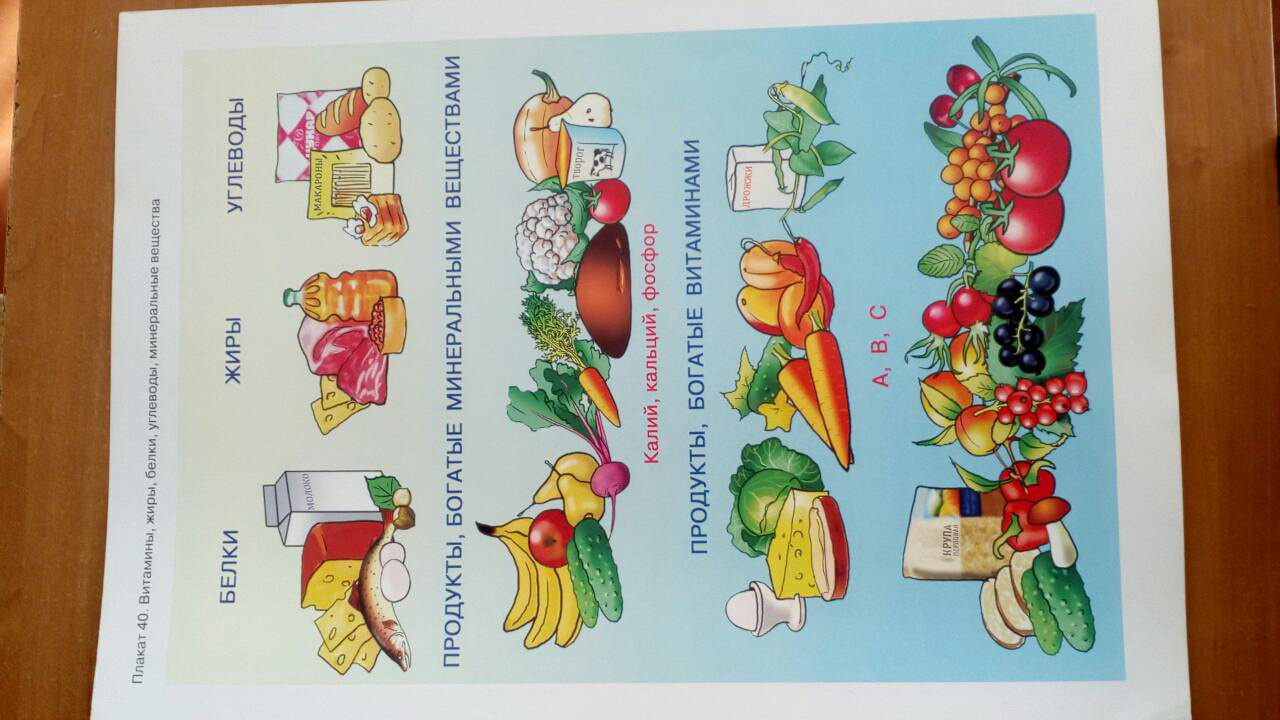 Плакат 40. Витамины, жиры, белки, углеводы, минеральные вещества
БЕЛКИ
ЖИРЫ
УГЛЕВОДЫ
МОЛОКО
МАКАРОНЫ
ПРОДУКТЫ, БОГАТЫЕ МИНЕРАЛЬНЫМИ ВЕЩЕСТВАМИ
ТВОРОГ
Калий, кальций, фосфор
ПРОДУКТЫ, БОГАТЫЕ ВИТАМИНАМИ
ДРОЖЖИ
А, В, С
КРУПА
ПЕРЛОВАЯ